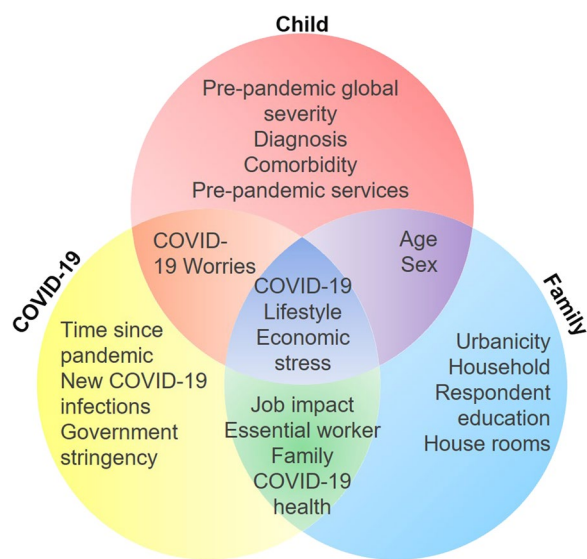 Child
Pre-pandemic global
severity
Diagnosis
Comorbidity
Pre-pandemic services
COVID-
19 Worries
Age
Sex
COVID-19
Lifestyle
Economic
stress
COVID-19
Time since
pandemic
New COVID-19
infections
Government
stringency
Family
Urbanicity
Household
Respondent
education
House rooms
Job impact
Essential worker
Family
COVID-19
health